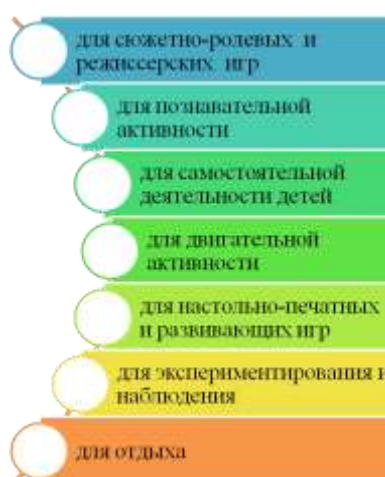 для сюжетно-ролевых и
режиссерских игр
для познавательной
активности
для самостоятельной
деятельности детей
для двигательной
активности
для настольно-печатных
и развивающих игр
для экспериментирования и
наблюдения
для отдыха